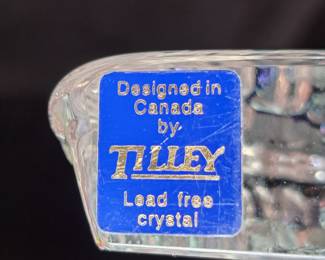 Designed in
Canada
by
TILLEY
Lead free
crystal